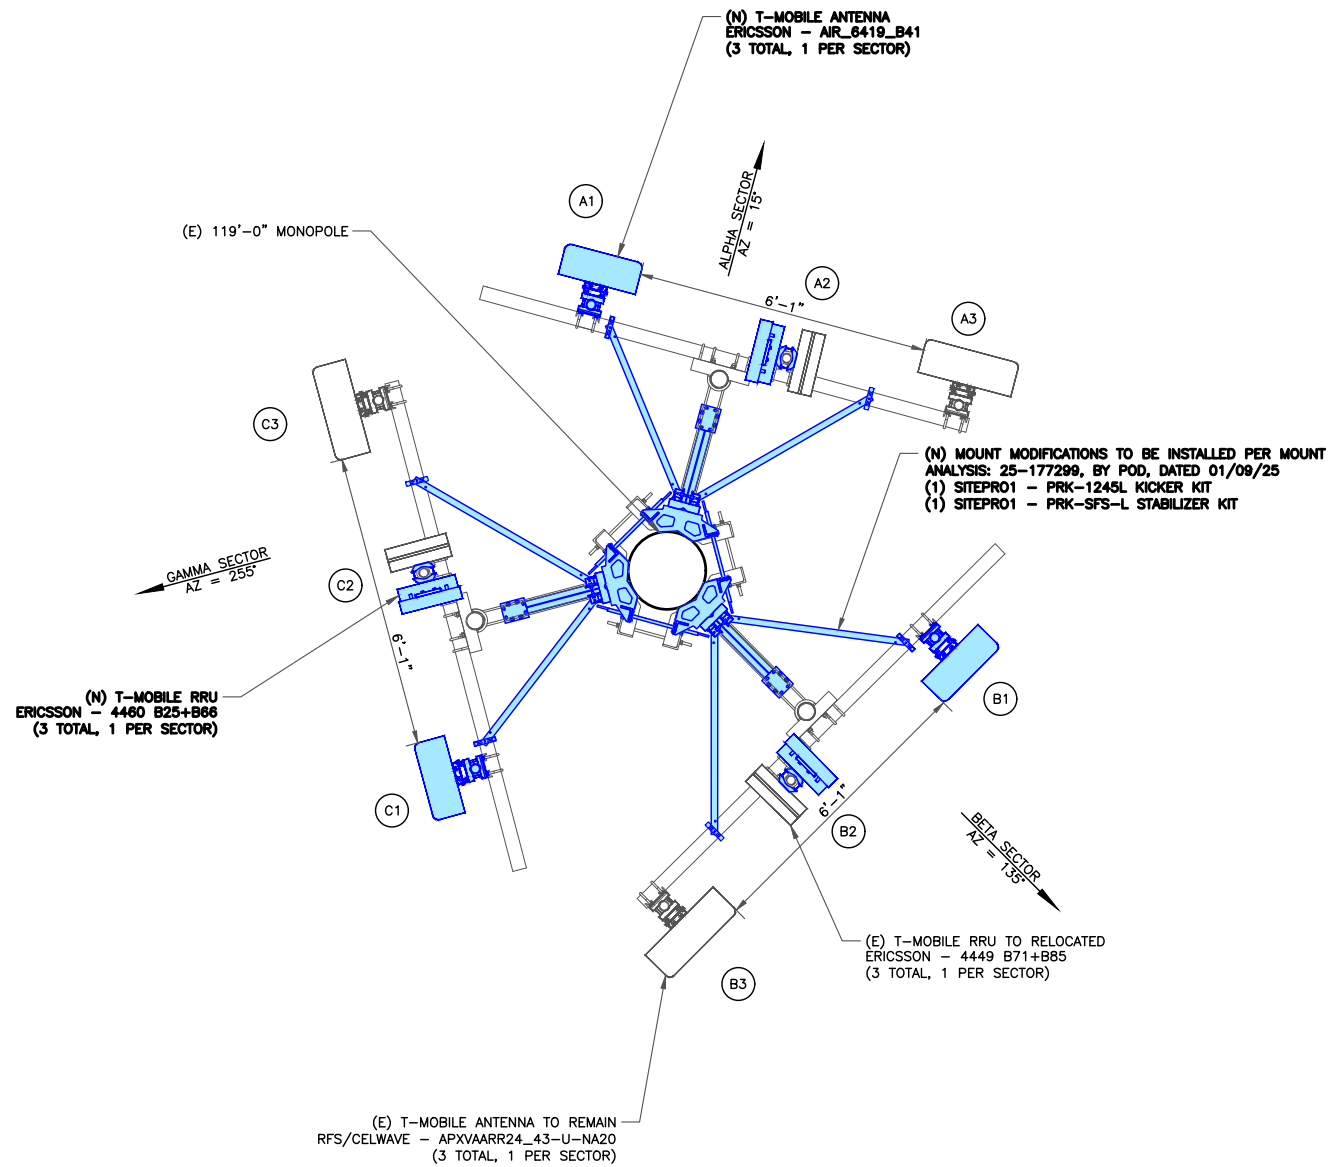 (N) T-MOBILE ANTENNA
ERICSSON - AIR_6419_B41
(3 TOTAL, 1 PER SECTOR)
ALPHA SECTOR
AZ = 15°
A1
(E) 119'-0" MONOPOLE
A2
6'-1"
A3
C3
(N) MOUNT MODIFICATIONS TO BE INSTALLED PER MOUNT
ANALYSIS: 25-177299, BY POD, DATED 01/09/25
(1) SITEPRO1 - PRK-1245L KICKER KIT
(1) SITEPRO1 - PRK-SFS-L STABILIZER KIT
GAMMA SECTOR
AZ = 255°
C2
6'-1"
(N) T-MOBILE RRU
ERICSSON - 4460 B25+B66
(3 TOTAL, 1 PER SECTOR)
B1
C1
6'-1"
B2
BETA SECTOR
AZ = 135°
(E) T-MOBILE RRU TO RELOCATED
ERICSSON - 4449 B71+B85
(3 TOTAL, 1 PER SECTOR)
B3
(E) T-MOBILE ANTENNA TO REMAIN
RFS/CELWAVE - APXVAARR24_43-U-NA20
(3 TOTAL, 1 PER SECTOR)